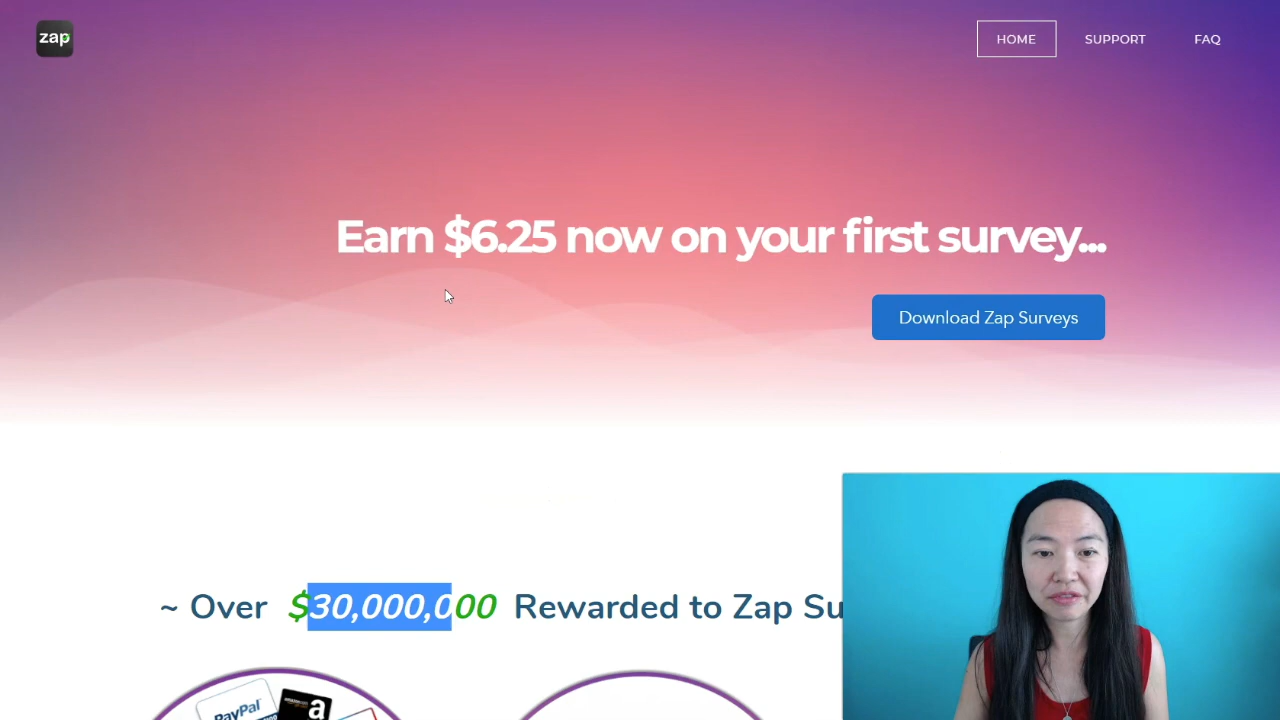 zap
HOME
SUPPORT
FAQ
Earn $6.25 now on your first survey...
Download Zap Surveys
~ Over $30,000,000 Rewarded to Zap Su
PayPal
a